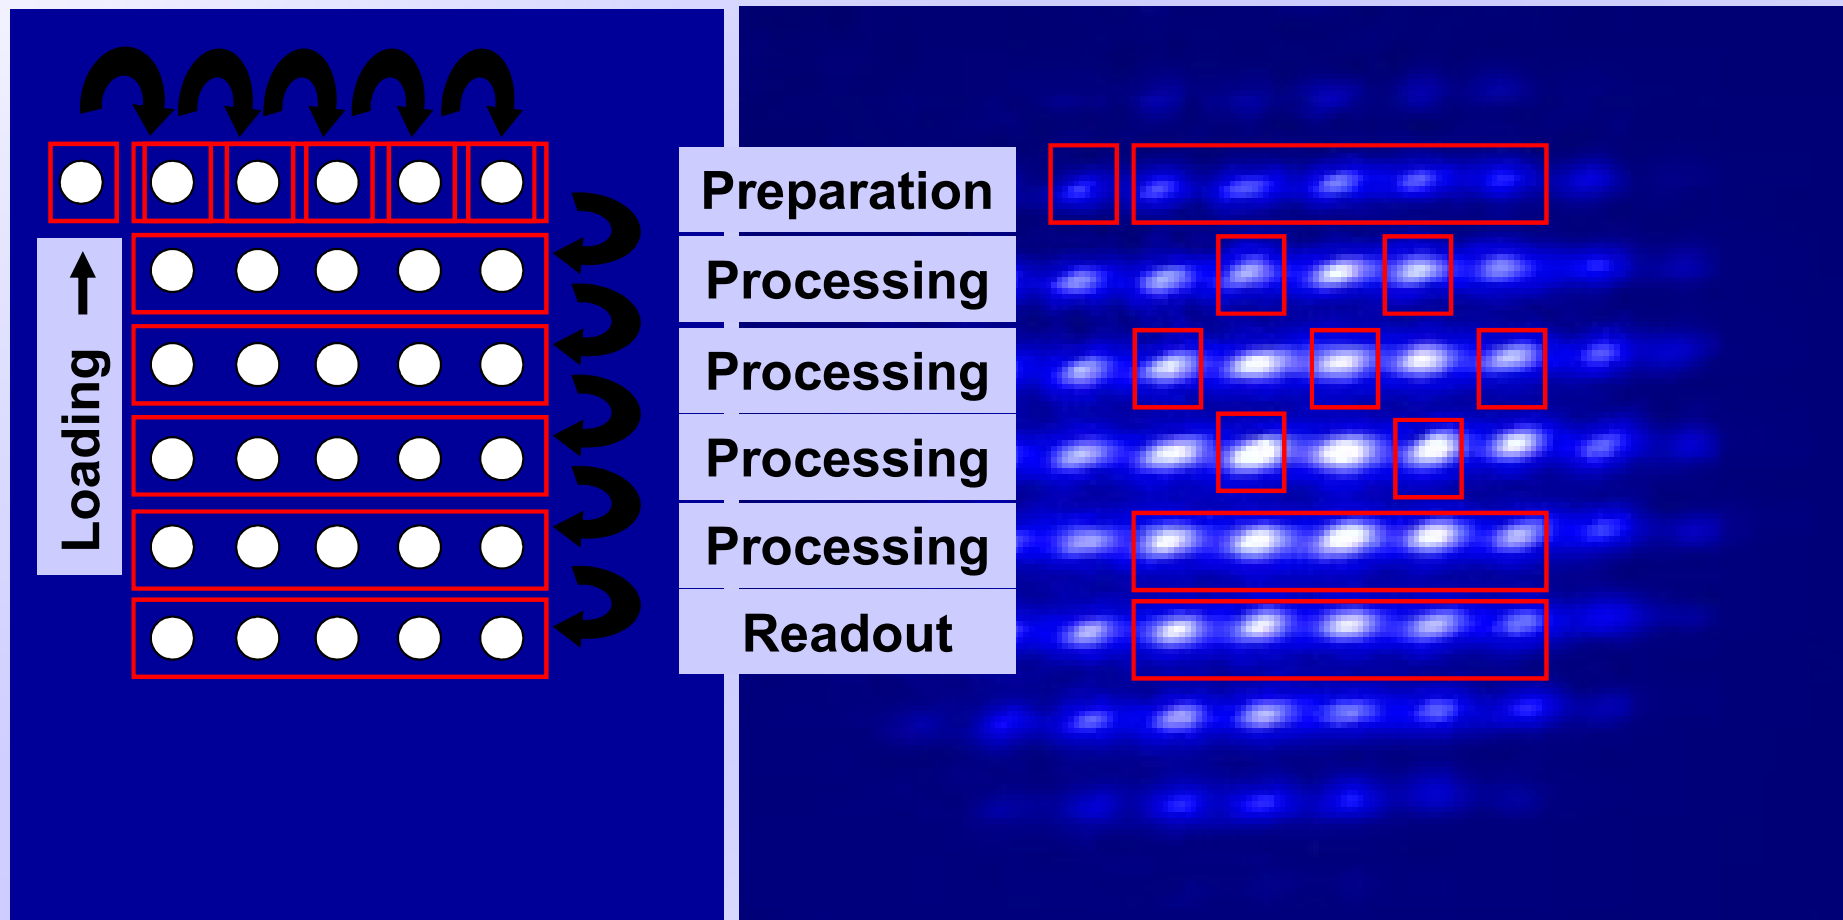 Loading
Preparation
Processing
Processing
Processing
Processing
Readout